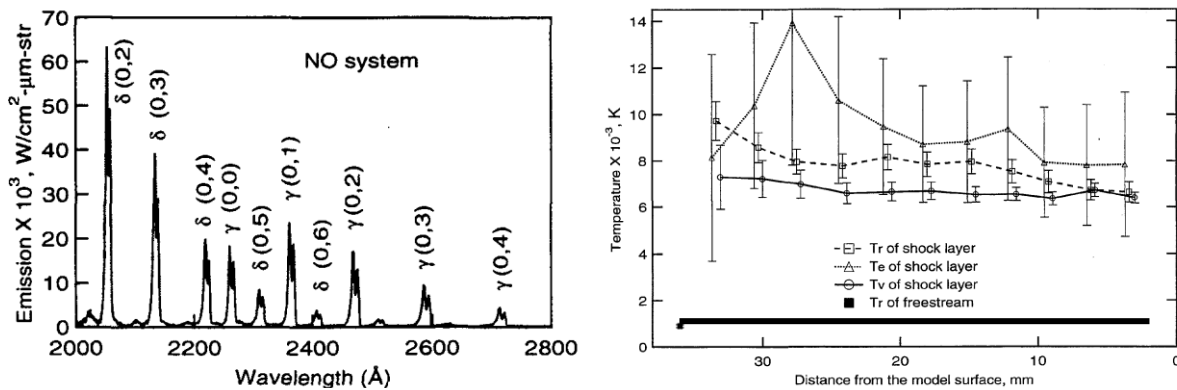 70
60
50
40
30
20
10
0
Emission X 10³, W/cm²-μm-str
NO system
δ (0,2)
δ (0,3)
δ (0,4)
γ (0,0)
δ (0,5)
γ (0,1)
δ (0,6)
γ (0,2)
γ (0,3)
γ (0,4)
2000 2200 2400 2600 2800
Wavelength (Å)
14
12
10
8
6
4
2
0
Temperature X 10⁻³, K
Tr of shock layer
Te of shock layer
Tv of shock layer
Tr of freestream
30 20 10 0
Distance from the model surface, mm